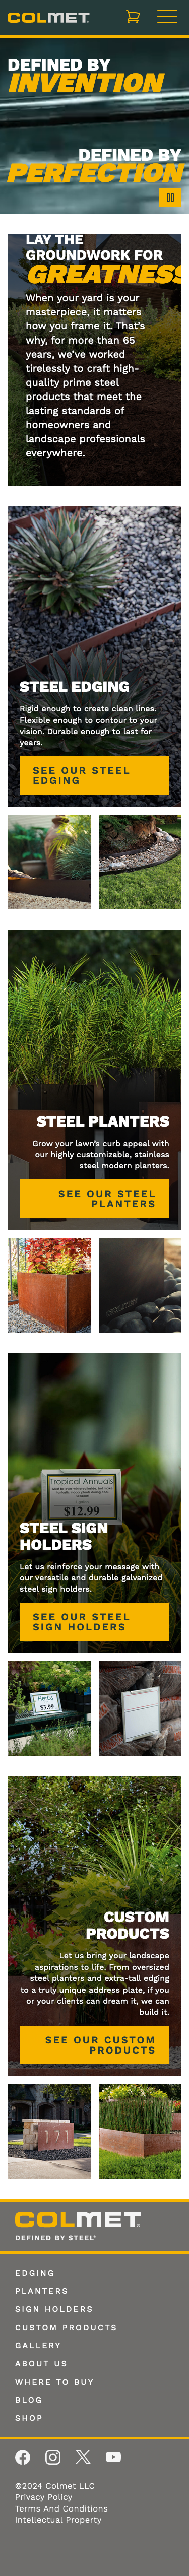 COLMET
DEFINED BY
INVENTION
DEFINED BY
PERFECTION
LAY THE
GROUNDWORK FOR
GREATNESS
When your yard is your
masterpiece, it matters
how you frame it. That's
why, for more than 65
years, we've worked
tirelessly to craft high-
quality prime steel
products that meet the
lasting standards of
homeowners and
landscape professionals
everywhere.
STEEL EDGING
Rigid enough to create clean lines.
Flexible enough to contour to your
vision. Durable enough to last for
years.
SEE OUR STEEL
EDGING
STEEL PLANTERS
Grow your lawn's curb appeal with
our highly customizable, stainless
steel modern planters.
SEE OUR STEEL
PLANTERS
Tropical Annuals
$12.99
STEEL SIGN
HOLDERS
Let us reinforce your message with
our versatile and durable galvanized
steel sign holders.
SEE OUR STEEL
SIGN HOLDERS
Herbs
$3.99
CUSTOM
PRODUCTS
Let us bring your landscape
aspirations to life. From oversized
steel planters and extra-tall edging
to a truly unique address plate, if you
or your clients can dream it, we can
build it.
SEE OUR CUSTOM
PRODUCTS
COLMET
DEFINED BY STEEL®
EDGING
PLANTERS
SIGN HOLDERS
CUSTOM PRODUCTS
GALLERY
ABOUT US
WHERE TO BUY
BLOG
SHOP
©2024 Colmet LLC
Privacy Policy
Terms And Conditions
Intellectual Property